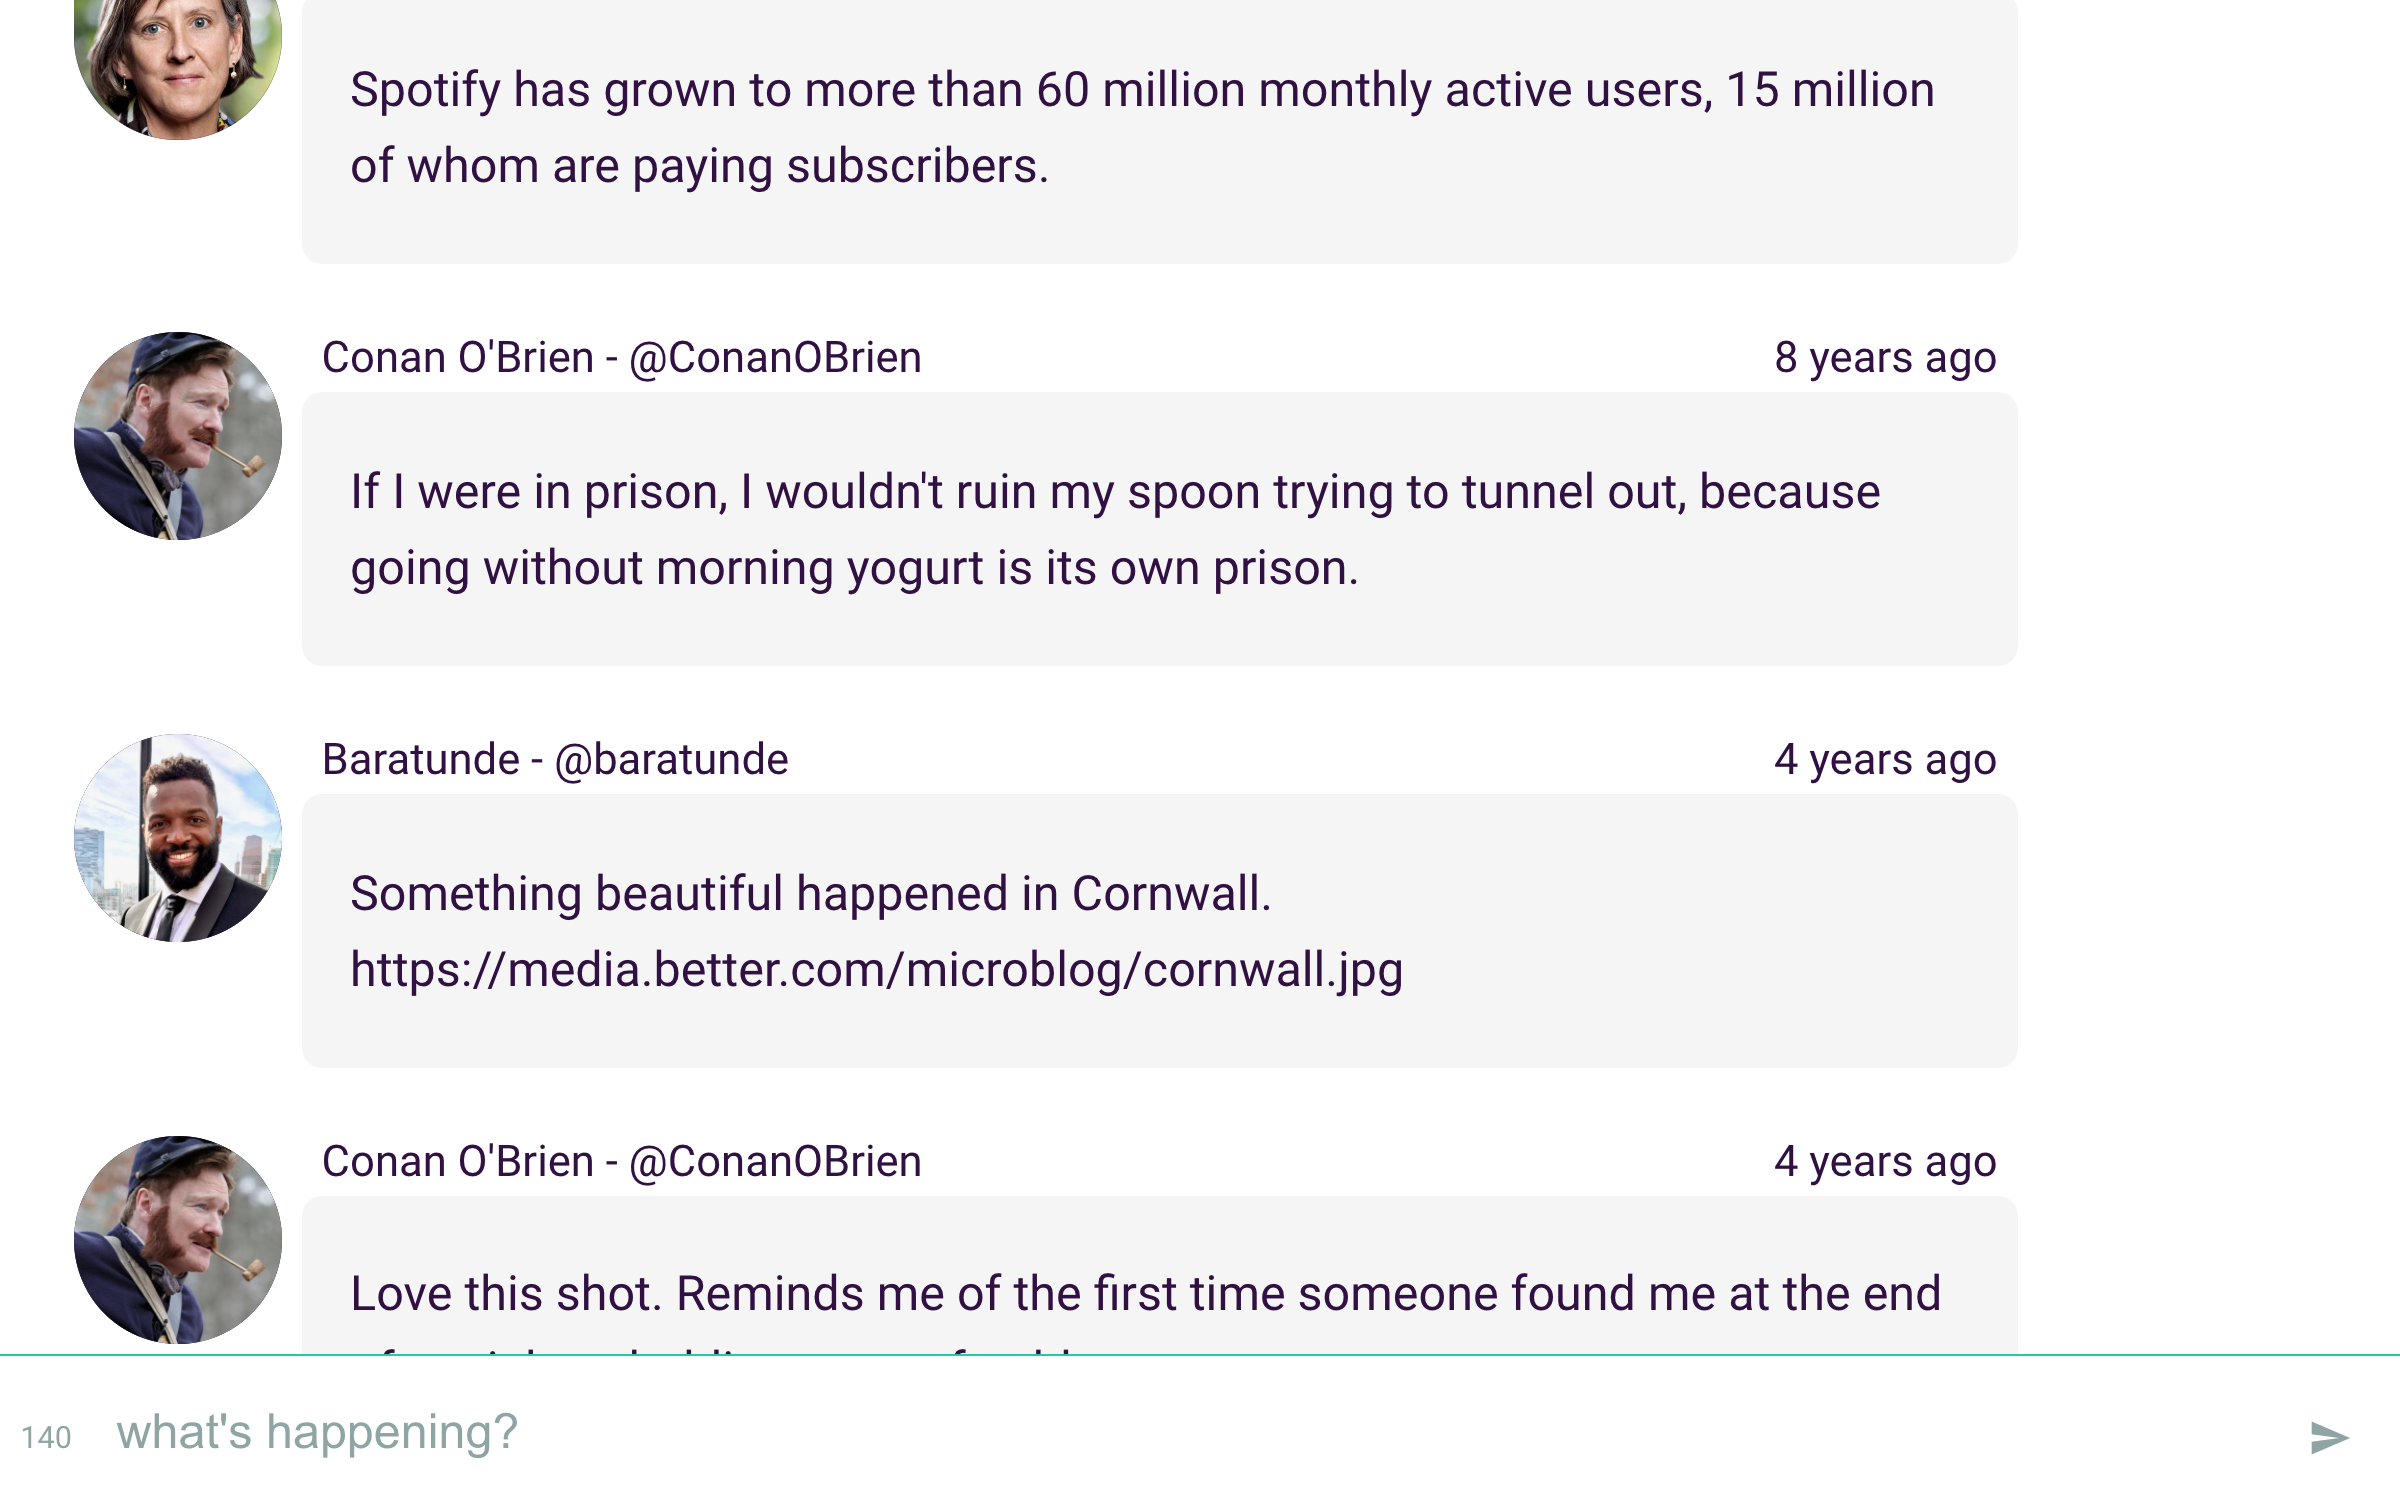 Spotify has grown to more than 60 million monthly active users, 15 million
of whom are paying subscribers.
Conan O'Brien - @ConanOBrien
8 years ago
If I were in prison, I wouldn't ruin my spoon trying to tunnel out, because
going without morning yogurt is its own prison.
Baratunde - @baratunde
4 years ago
Something beautiful happened in Cornwall.
https://media.better.com/microblog/cornwall.jpg
Conan O'Brien - @ConanOBrien
4 years ago
Love this shot. Reminds me of the first time someone found me at the end
140
what's happening?